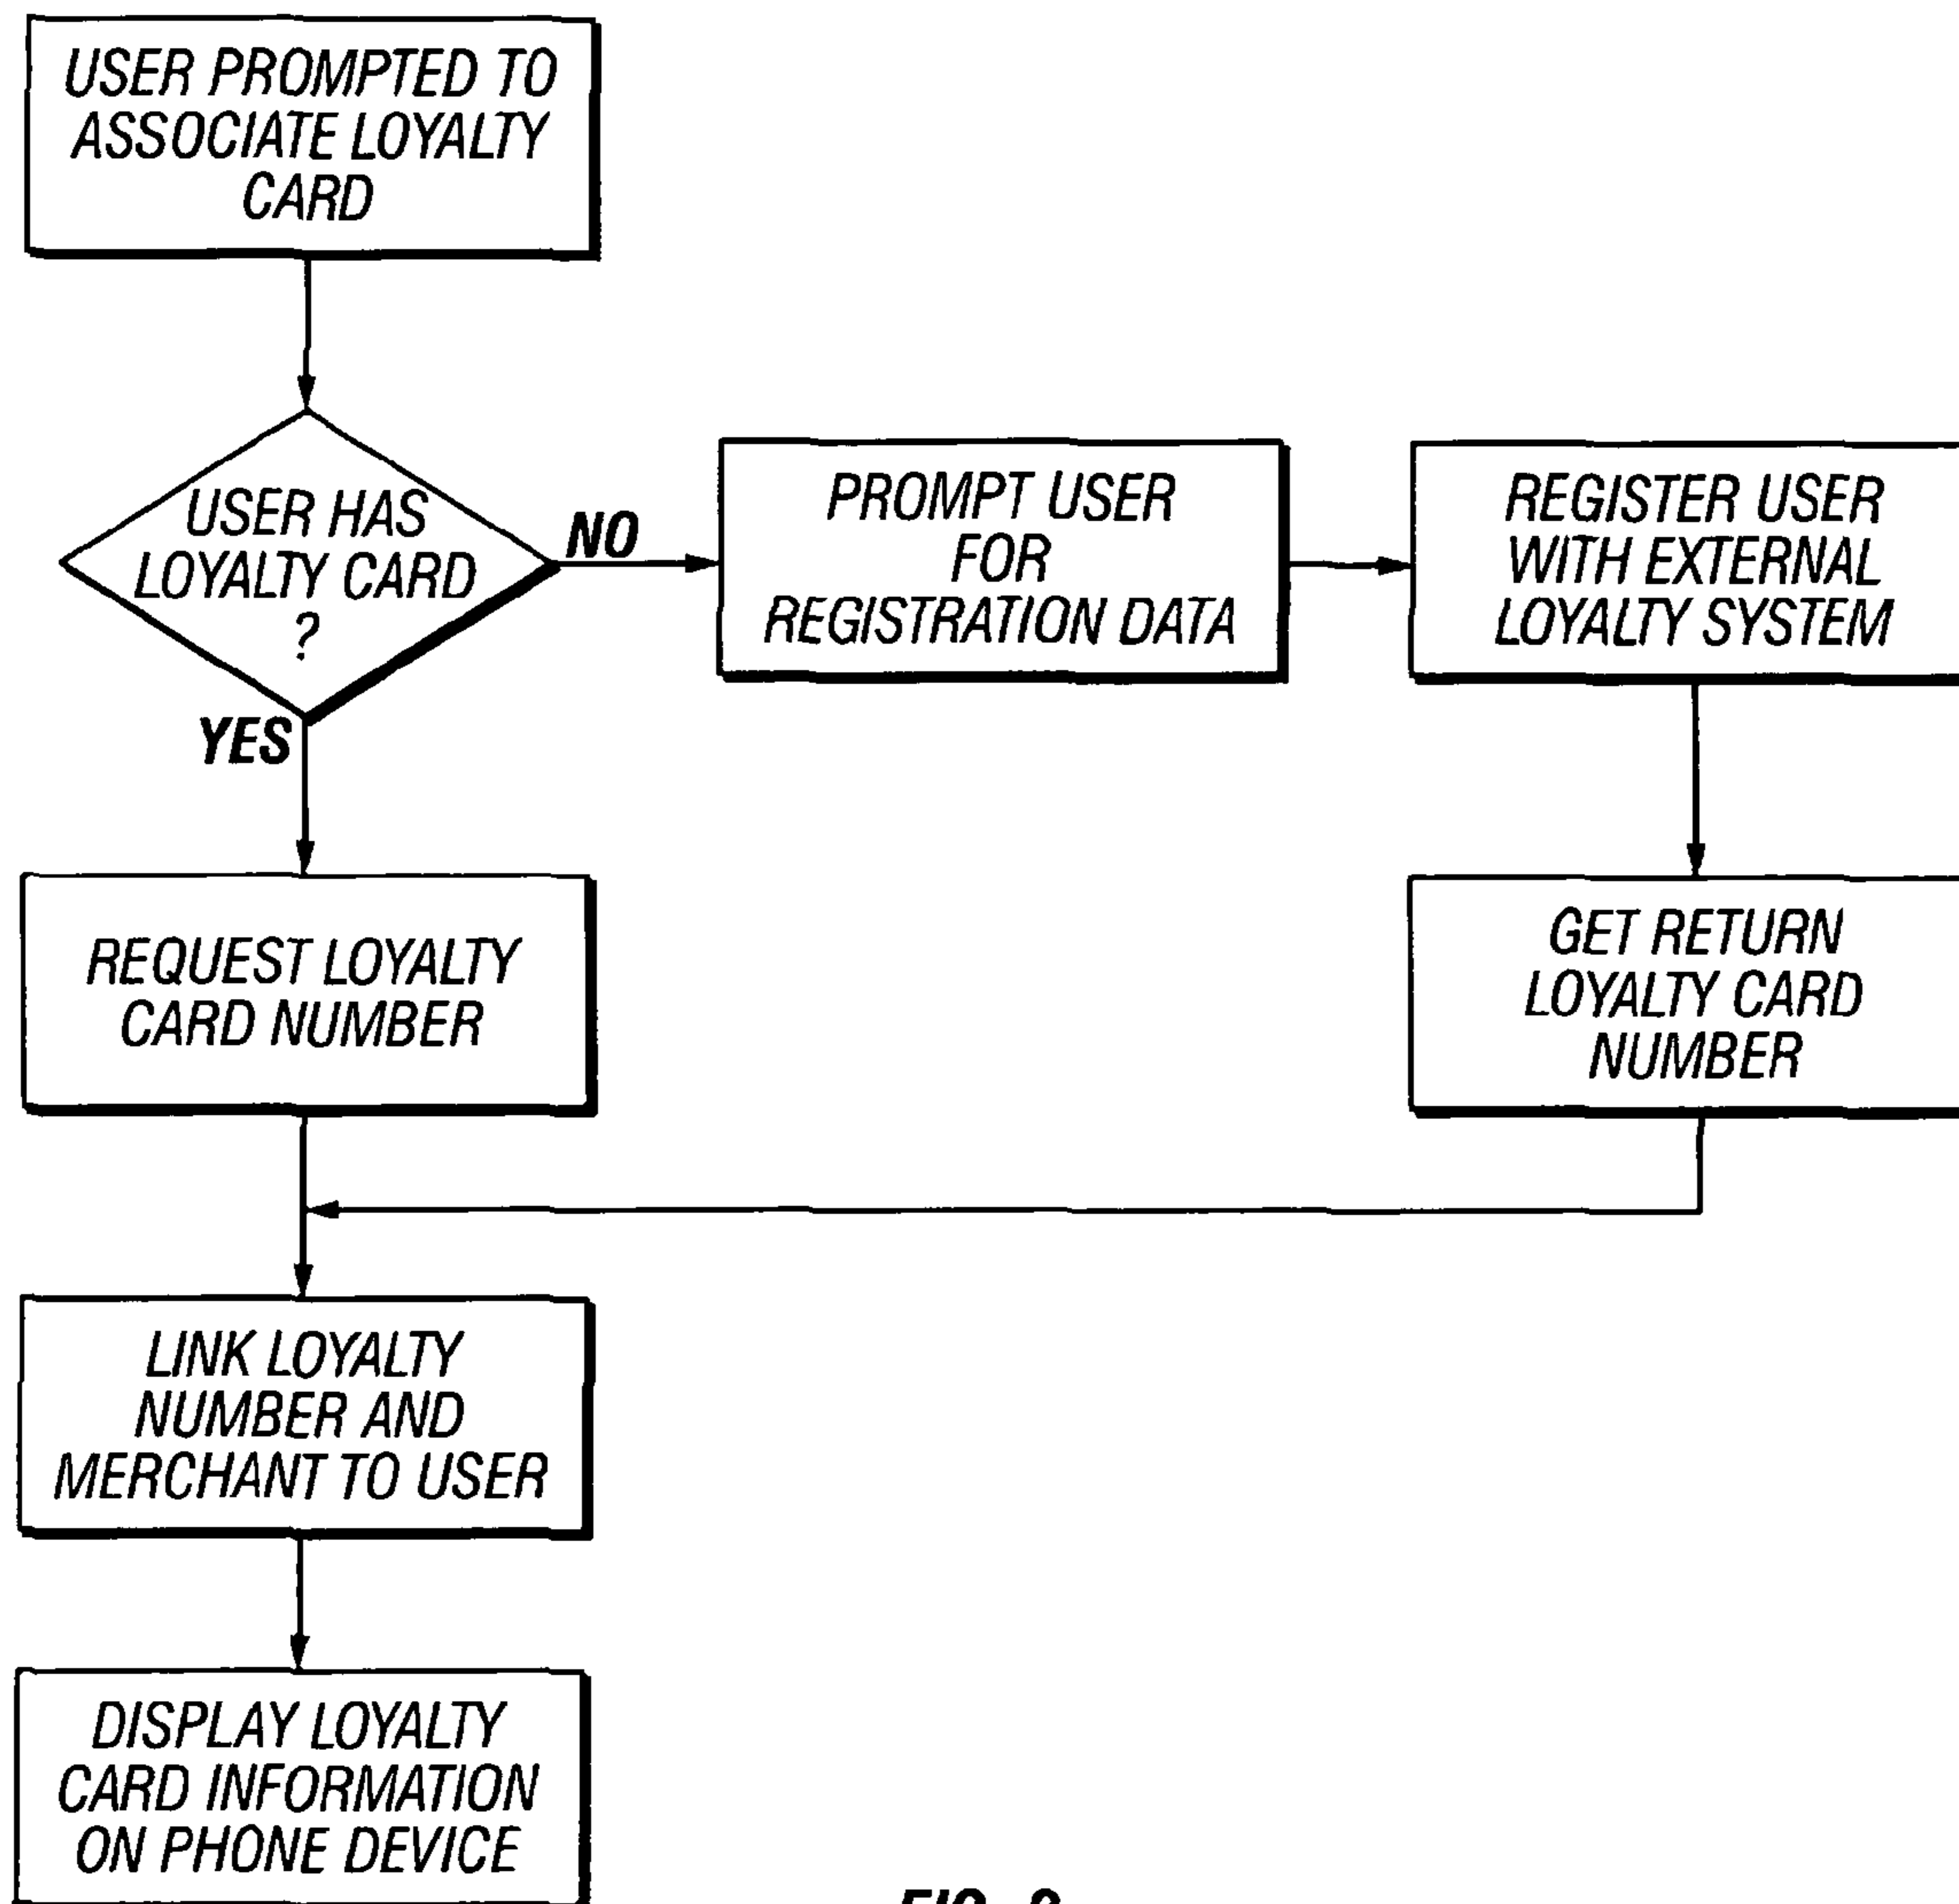 USER PROMPTED TO
ASSOCIATE LOYALTY
CARD
USER HAS
LOYALTY CARD
?
NO
PROMPT USER
FOR
REGISTRATION DATA
REGISTER USER
WITH EXTERNAL
LOYALTY SYSTEM
YES
REQUEST LOYALTY
CARD NUMBER
GET RETURN
LOYALTY CARD
NUMBER
LINK LOYALTY
NUMBER AND
MERCHANT TO USER
DISPLAY LOYALTY
CARD INFORMATION
ON PHONE DEVICE
FIG.